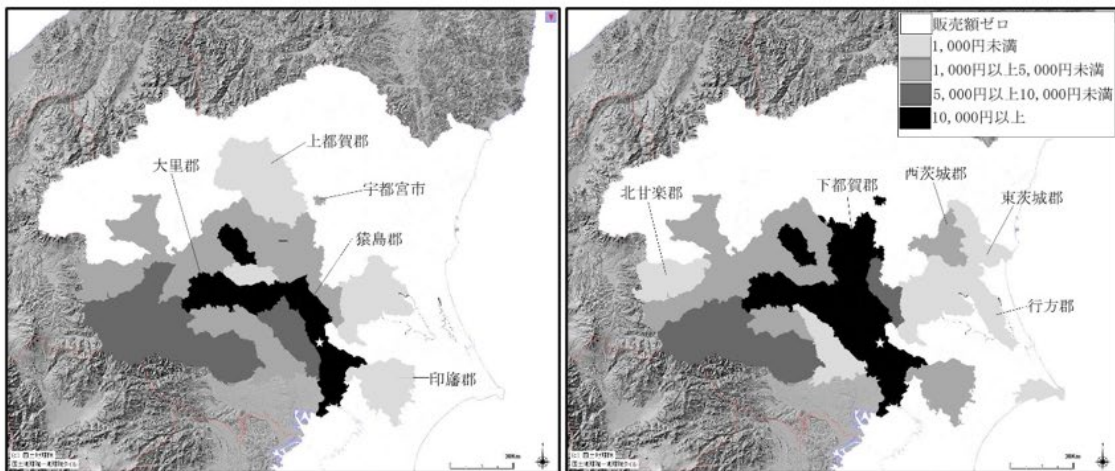 上都賀郡
大里郡
宇都宮市
猿島郡
印旛郡
30Km
販売額ゼロ
1,000円未満
1,000円以上5,000円未満
5,000円以上10,000円未満
10,000円以上
西茨城郡
下都賀郡
北甘楽郡
東茨城郡
行方郡
30Km